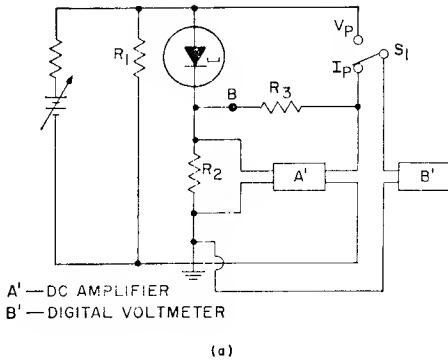 V_P
S_1
R_1
I_P
B
R_3
R_2
A'
B'
A' — DC AMPLIFIER
B' — DIGITAL VOLTMETER
(a)